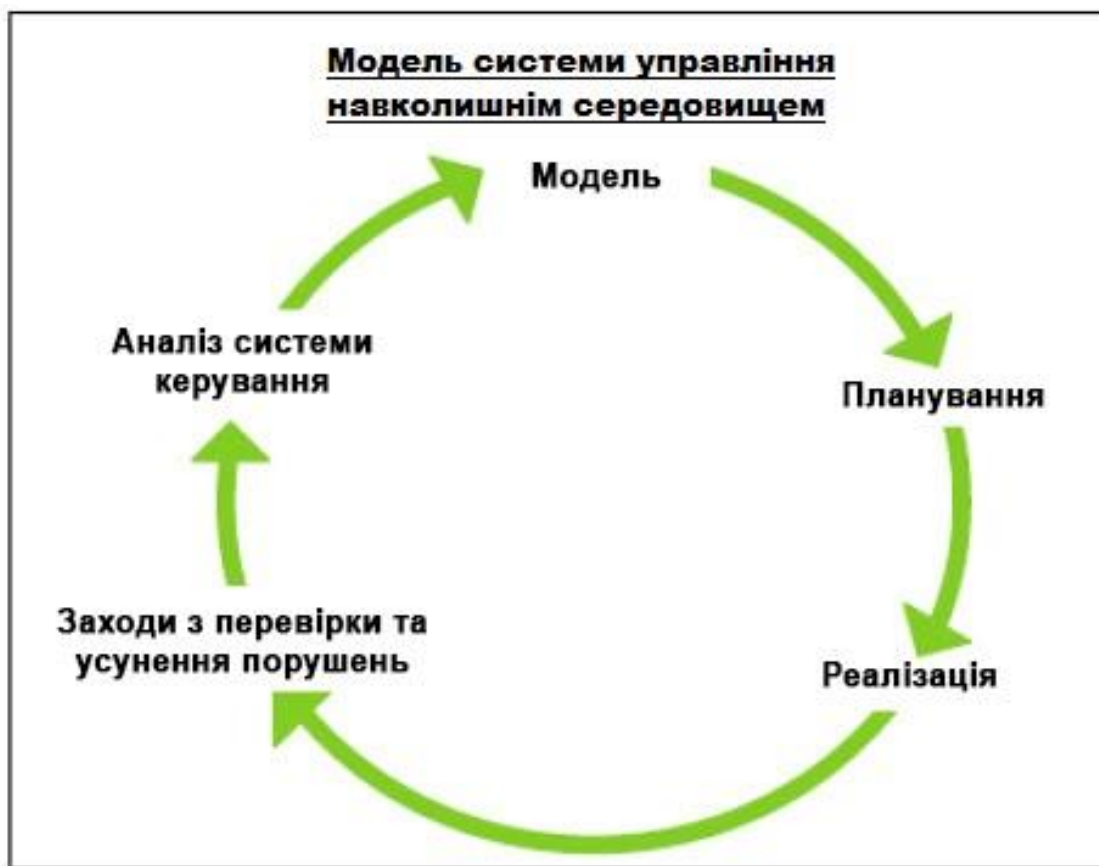 Модель системи управління
навколишнім середовищем
Модель
Планування
Реалізація
Заходи з перевірки та
усунення порушень
Аналіз системи
керування